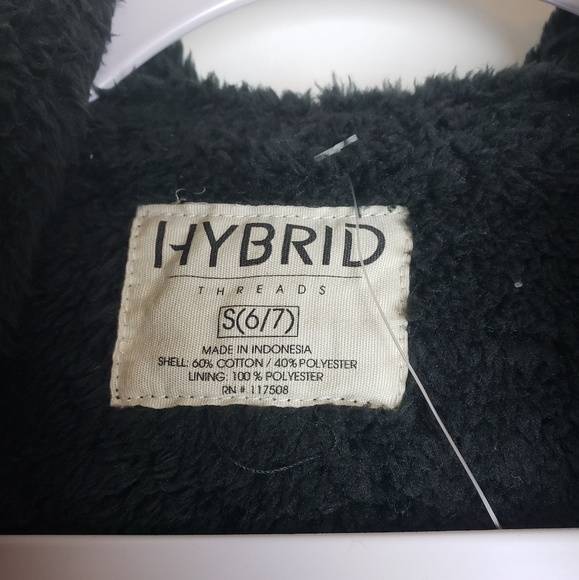 HYBRID
THREADS
S(6/7)
MADE IN INDONESIA
SHELL: 60% COTTON / 40% POLYESTER
LINING: 100 % POLYESTER
RN # 117508